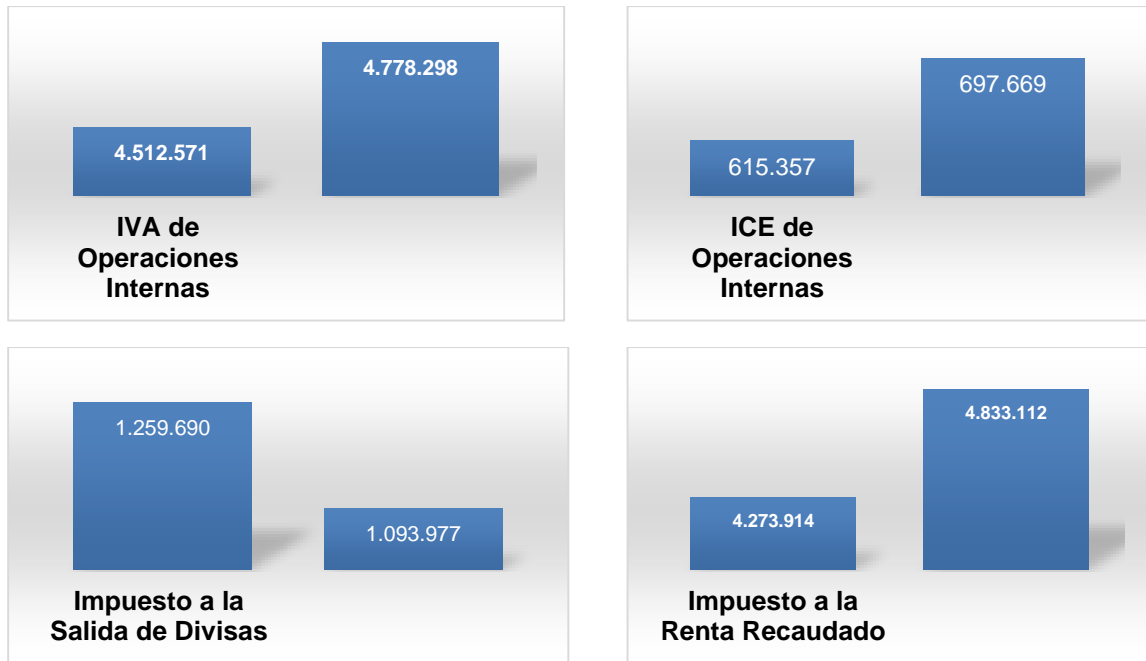 4.512.571
4.778.298
IVA de
Operaciones
Internas
615.357
697.669
ICE de
Operaciones
Internas
1.259.690
1.093.977
Impuesto a la
Salida de Divisas
4.273.914
4.833.112
Impuesto a la
Renta Recaudado